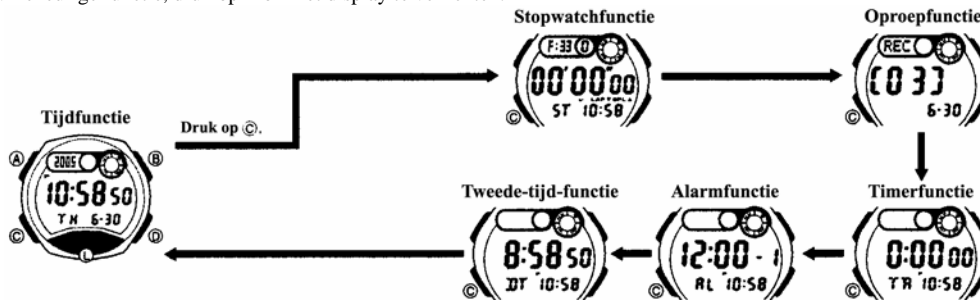 Stopwatchfunctie
F:33 0
00'00"00
ST 10:58
C
Oproepfunctie
REC
[03]
6-30
C
Tijdfunctie
A
B
2005
10:58 50
TH 6-30
C
D
L
Druk op C.
Tweede-tijd-functie
8:58 50
DT 10:58
C
Alarmfunctie
12:00 -1
AL 10:58
C
Timerfunctie
0:00 00
TR 10:58
C